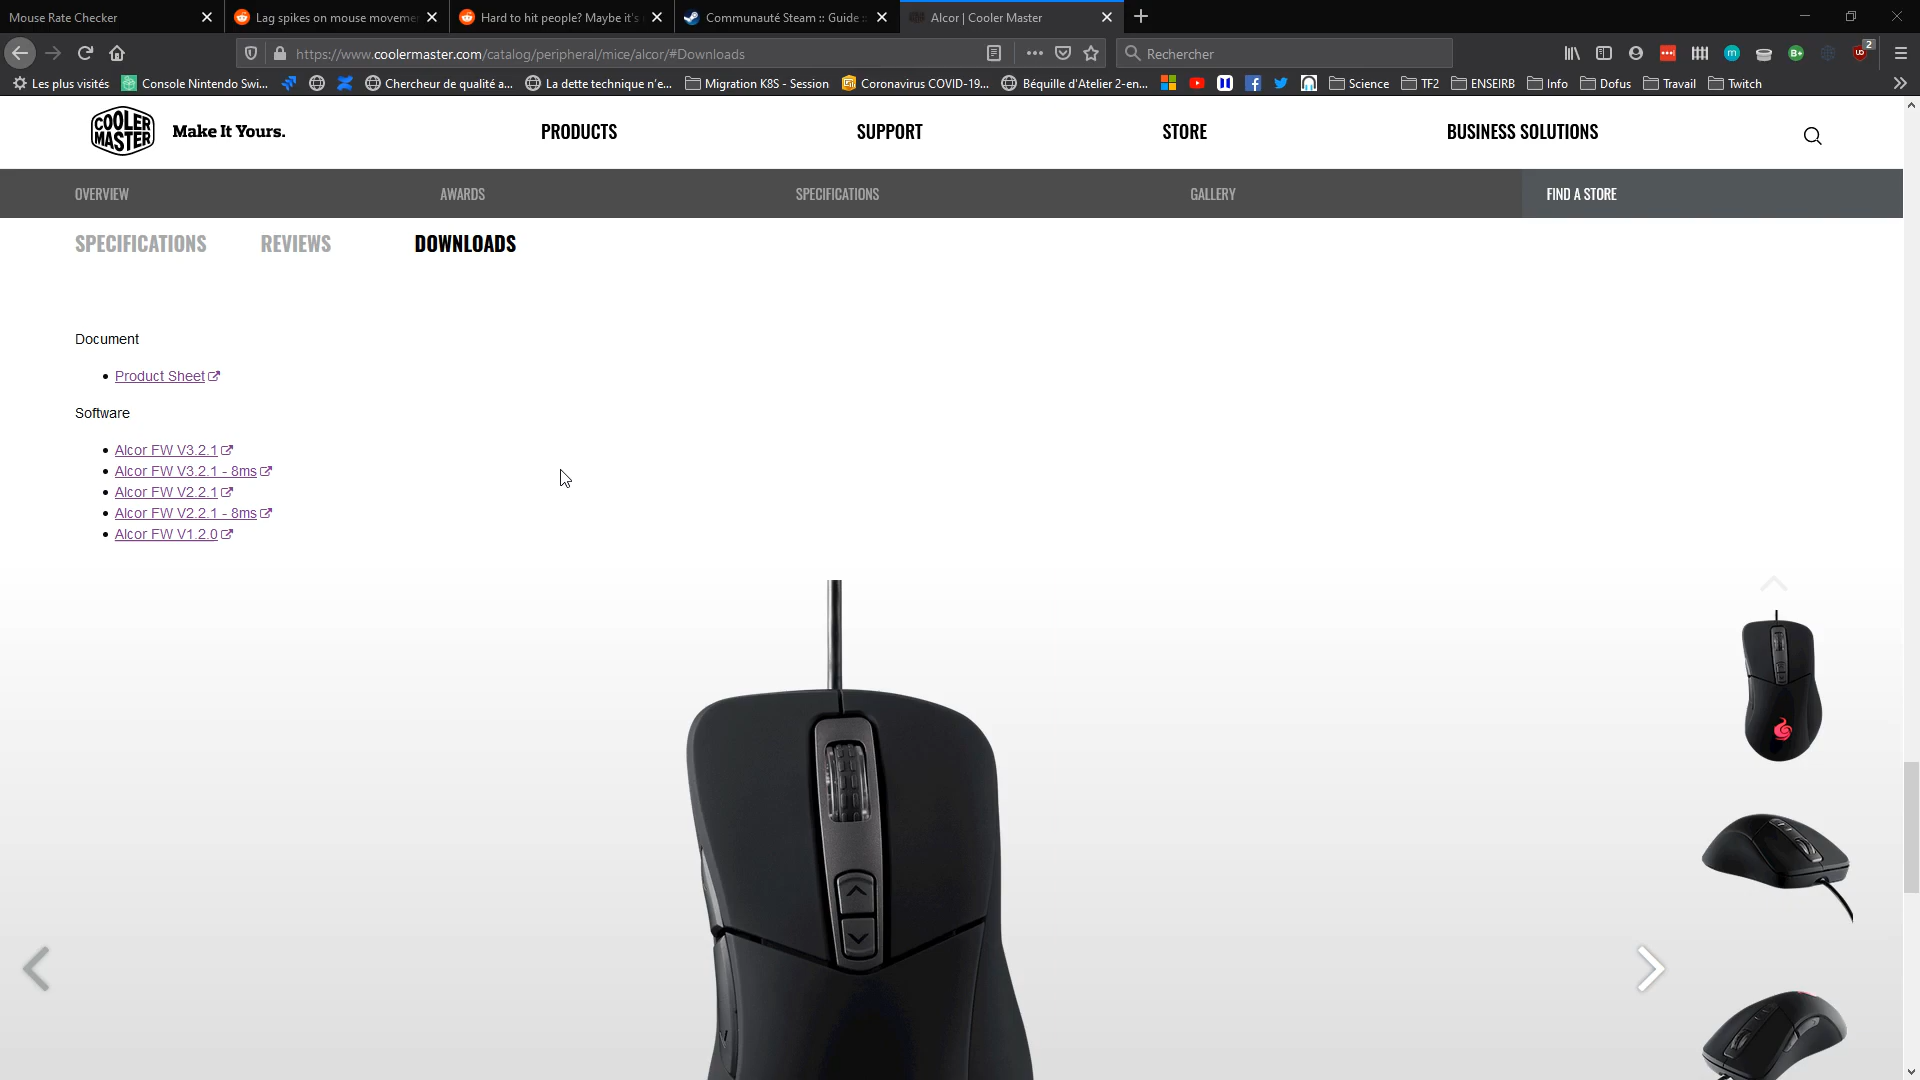 Mouse Rate Checker
Lag spikes on mouse moveme
Hard to hit people? Maybe it's
Communauté Steam :: Guide ::
Alcor | Cooler Master
https://www.coolermaster.com/catalog/peripheral/mice/alcor/#Downloads
Rechercher
2
Les plus visités
Console Nintendo Swi...
Chercheur de qualité a...
La dette technique n'e...
Migration K8S - Session
Coronavirus COVID-19...
Béquille d'Atelier 2-en...
Science
TF2
ENSEIRB
Info
Dofus
Travail
Twitch
COOLER
MASTER
Make It Yours.
PRODUCTS
SUPPORT
STORE
BUSINESS SOLUTIONS
OVERVIEW
AWARDS
SPECIFICATIONS
GALLERY
FIND A STORE
SPECIFICATIONS
REVIEWS
DOWNLOADS
Document
Product Sheet
Software
Alcor FW V3.2.1
Alcor FW V3.2.1 - 8ms
Alcor FW V2.2.1
Alcor FW V2.2.1 - 8ms
Alcor FW V1.2.0